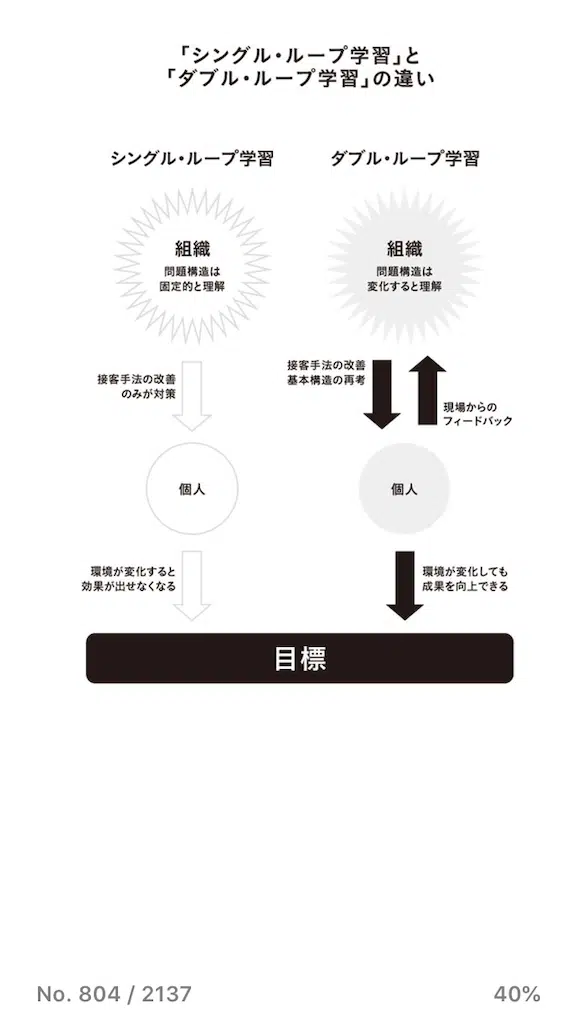 「シングル・ループ学習」と
「ダブル・ループ学習」の違い
シングル・ループ学習
組織
問題構造は
固定的と理解
接客手法の改善
のみが対策
個人
環境が変化すると
効果が出せなくなる
ダブル・ループ学習
組織
問題構造は
変化すると理解
接客手法の改善
基本構造の再考
現場からの
フィードバック
個人
環境が変化しても
成果を向上できる
目標
No. 804 / 2137
40%